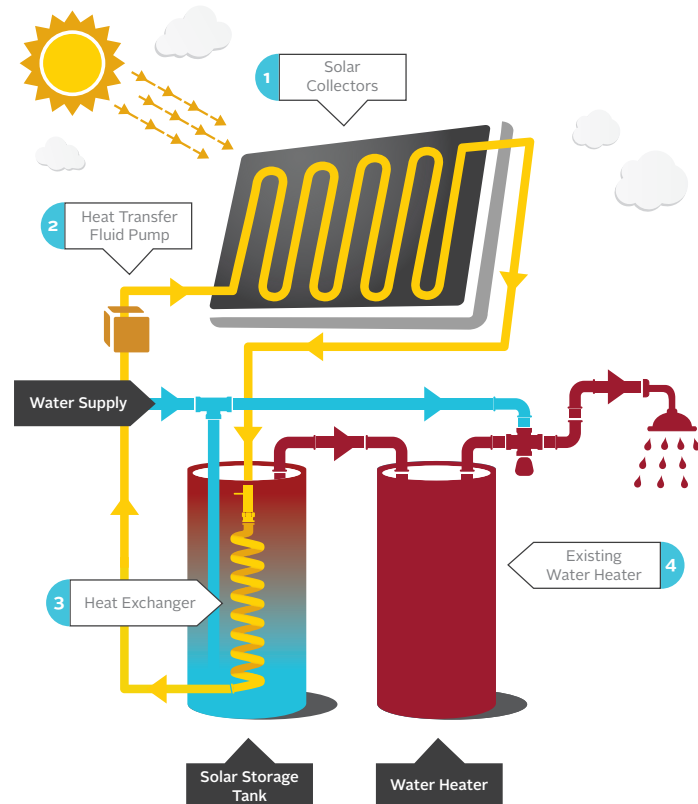 1
Solar
Collectors
2
Heat Transfer
Fluid Pump
Water Supply
3
Heat Exchanger
Existing
Water Heater
4
Solar Storage
Tank
Water Heater